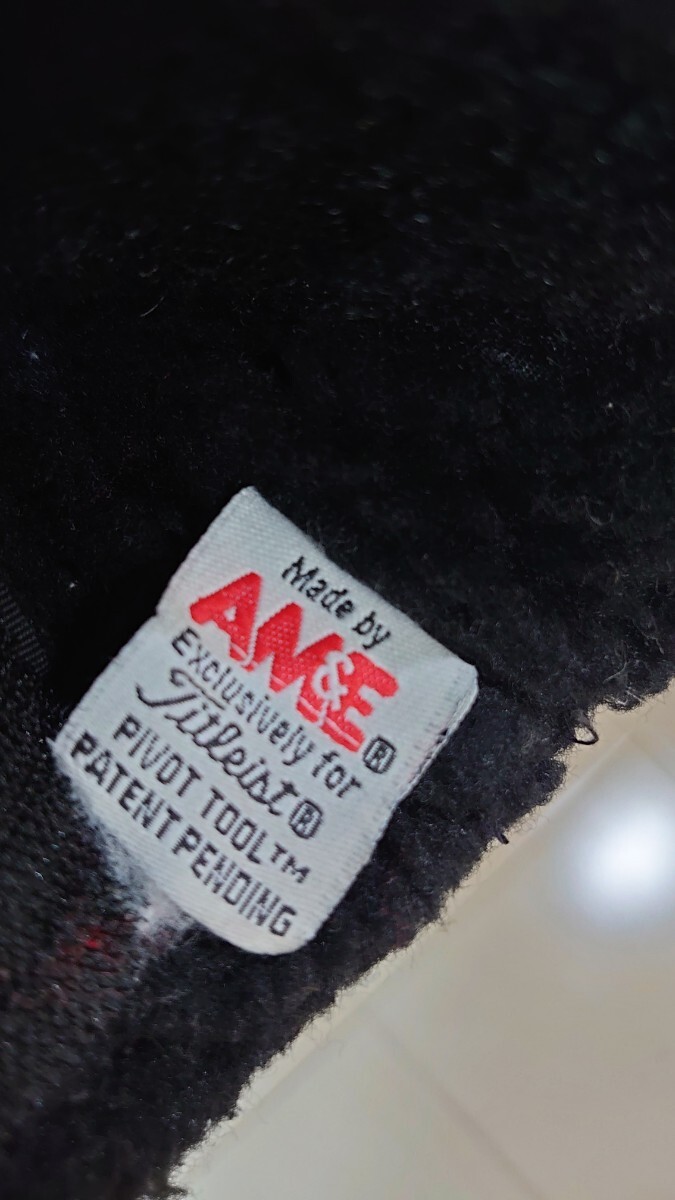 Made by
AM&E®
Exclusively for
Titleist®
PIVOT TOOL™
PATENT PENDING